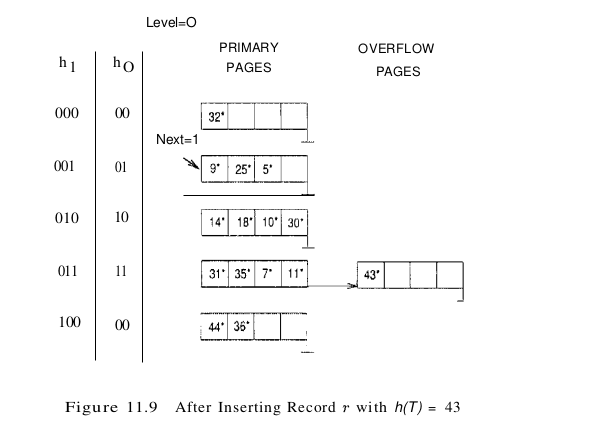 Level=O
PRIMARY PAGES
OVERFLOW PAGES
h1 hO
000 00 32*
Next=1
001 01 9* 25* 5*
010 10 14* 18* 10* 30*
011 11 31* 35* 7* 11* 43*
100 00 44* 36*
Figure 11.9 After Inserting Record r with h(T) = 43